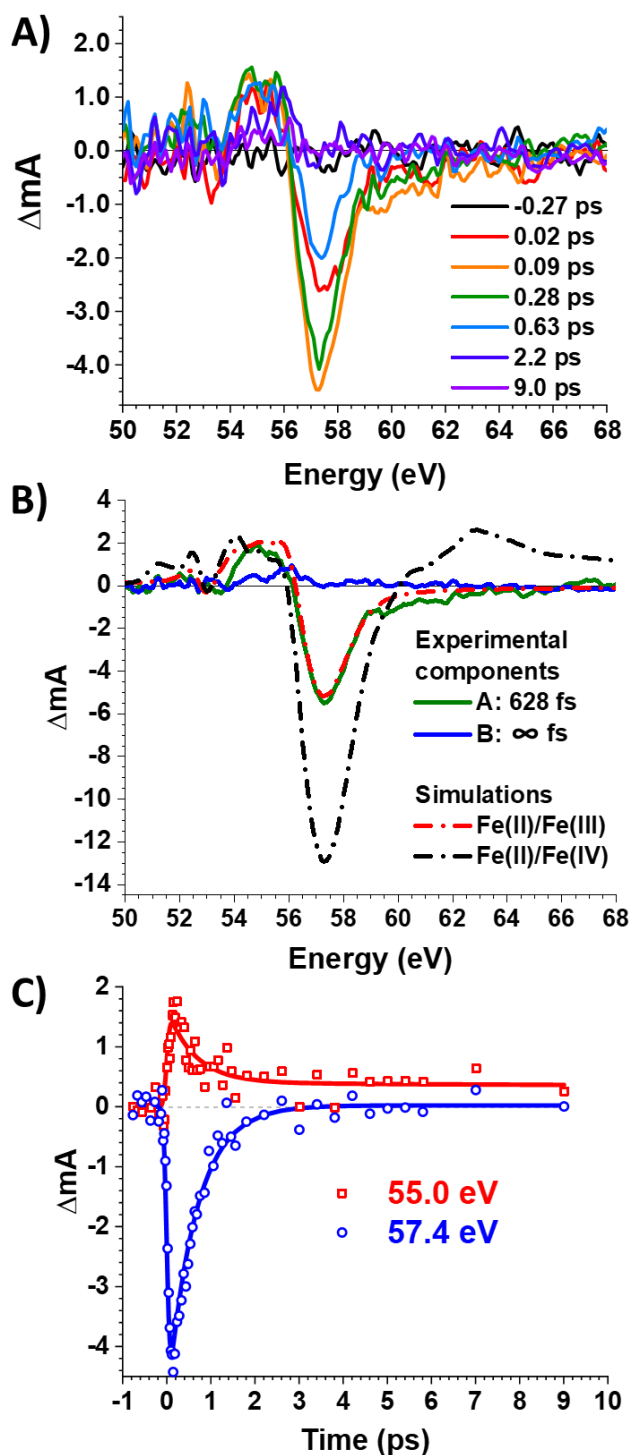 A)
2.0
1.0
0.0
-1.0
-2.0
-3.0
-4.0
ΔmA
-0.27 ps
0.02 ps
0.09 ps
0.28 ps
0.63 ps
2.2 ps
9.0 ps
50 52 54 56 58 60 62 64 66 68
Energy (eV)
B)
4
2
0
-2
-4
-6
-8
-10
-12
-14
ΔmA
Experimental
components
A: 628 fs
B: ∞ fs
Simulations
Fe(II)/Fe(III)
Fe(II)/Fe(IV)
50 52 54 56 58 60 62 64 66 68
Energy (eV)
C)
2
1
0
-1
-2
-3
-4
ΔmA
55.0 eV
57.4 eV
-1 0 1 2 3 4 5 6 7 8 9 10
Time (ps)